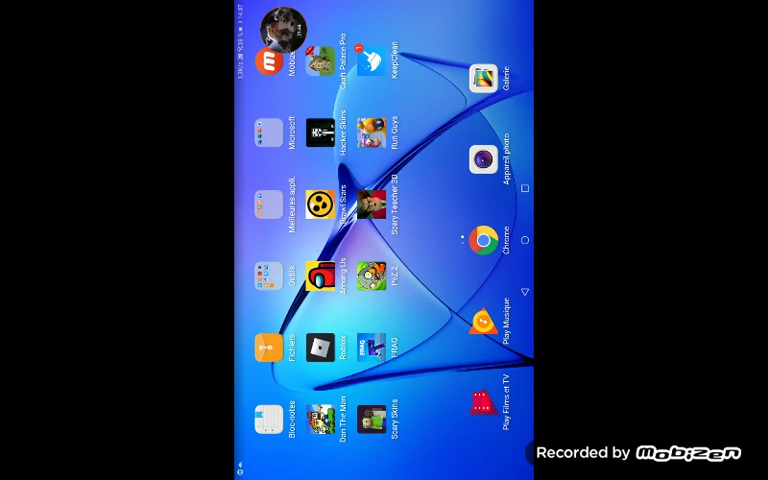 Bloc-notes
Fichiers
Outils
Meilleures appli.
Microsoft
Mobize
Dan The Man
Roblox
Among Us
Brawl Stars
Hacker Skins
Craft Palace Pro
Scary Skins
FRAG
PvZ 2
Scary Teacher 3D
Run Guys
1
KeepClean
Play Films et TV
Play Musique
Chrome
Appareil photo
Galerie
Recorded by Mobizen